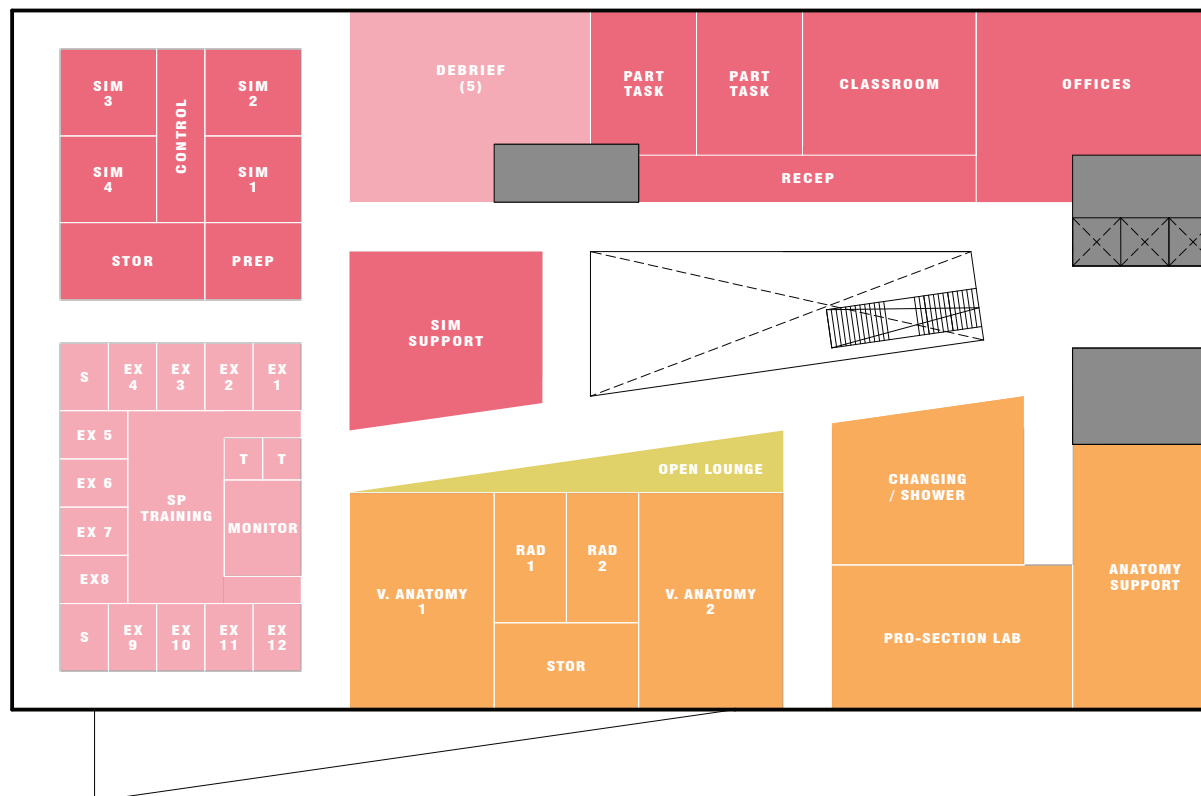 SIM
3
CONTROL
SIM
2
SIM
4
SIM
1
STOR
PREP
DEBRIEF
(5)
PART
TASK
PART
TASK
CLASSROOM
OFFICES
RECEP
SIM
SUPPORT
S
EX
4
EX
3
EX
2
EX
1
EX 5
EX 6
EX 7
EX8
SP
TRAINING
T
T
MONITOR
S
EX
9
EX
10
EX
11
EX
12
OPEN LOUNGE
V. ANATOMY
1
RAD
1
RAD
2
V. ANATOMY
2
STOR
CHANGING
/ SHOWER
PRO-SECTION LAB
ANATOMY
SUPPORT